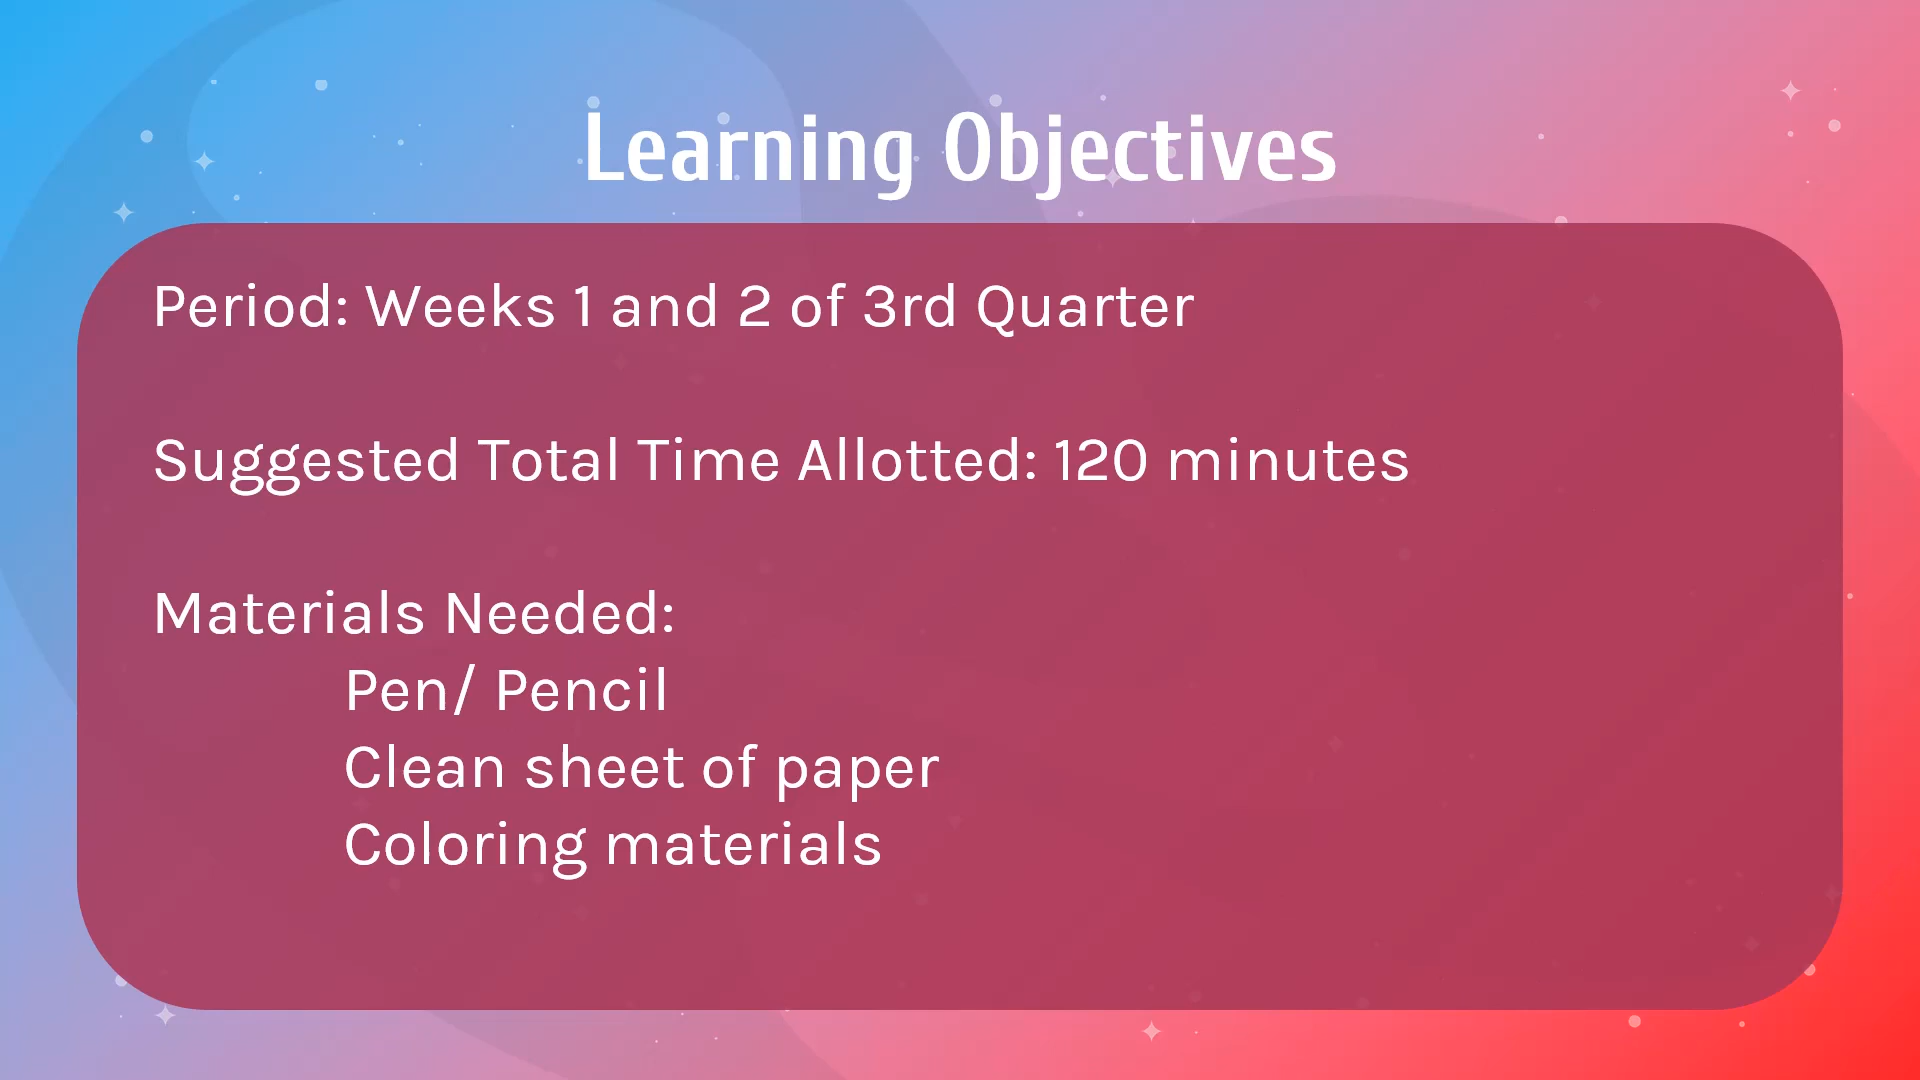 Learning Objectives
Period: Weeks 1 and 2 of 3rd Quarter
Suggested Total Time Allotted: 120 minutes
Materials Needed:
Pen/ Pencil
Clean sheet of paper
Coloring materials